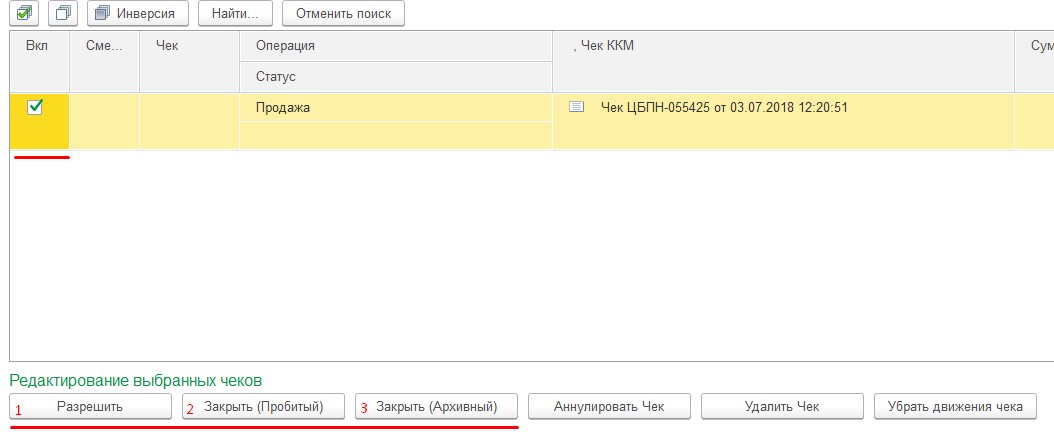 Инверсия Найти... Отменить поиск
Вкл Сме... Чек Операция , Чек ККМ Сум
Статус
Продажа Чек ЦБПН-055425 от 03.07.2018 12:20:51
Редактирование выбранных чеков
1 Разрешить 2 Закрыть (Пробитый) 3 Закрыть (Архивный) Аннулировать Чек Удалить Чек Убрать движения чека